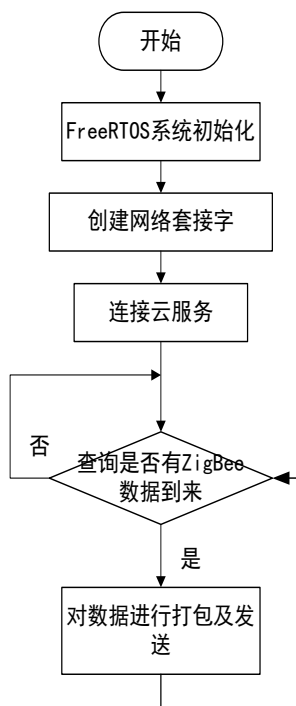 开始
FreeRTOS系统初始化
创建网络套接字
连接云服务
否
查询是否有ZigBee
数据到来
是
对数据进行打包及发
送